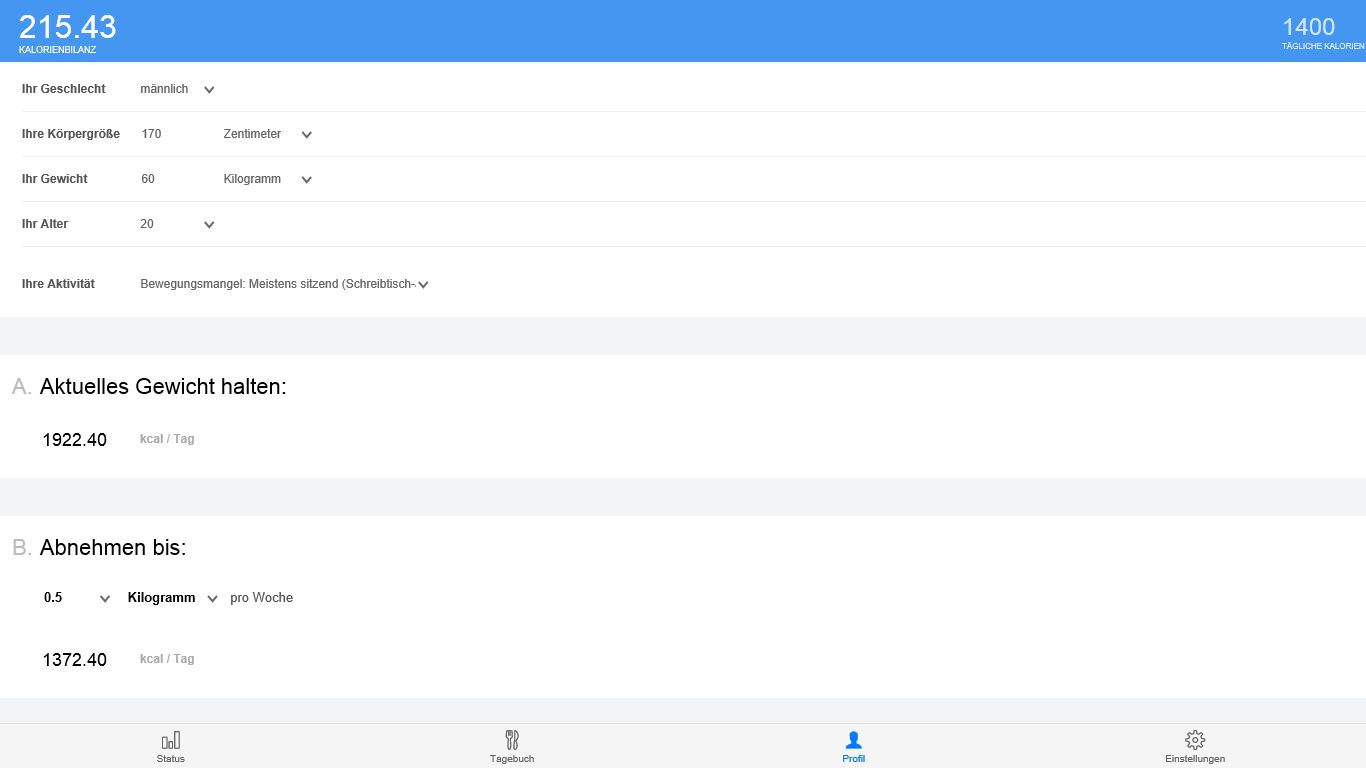 215.43
KALORIENBILANZ
1400
TÄGLICHE KALORIEN
Ihr Geschlecht männlich
Ihre Körpergröße 170 Zentimeter
Ihr Gewicht 60 Kilogramm
Ihr Alter 20
Ihre Aktivität Bewegungsmangel: Meistens sitzend (Schreibtisch-
A. Aktuelles Gewicht halten:
1922.40 kcal / Tag
B. Abnehmen bis:
0.5 Kilogramm pro Woche
1372.40 kcal / Tag
Status Tagebuch Profil Einstellungen